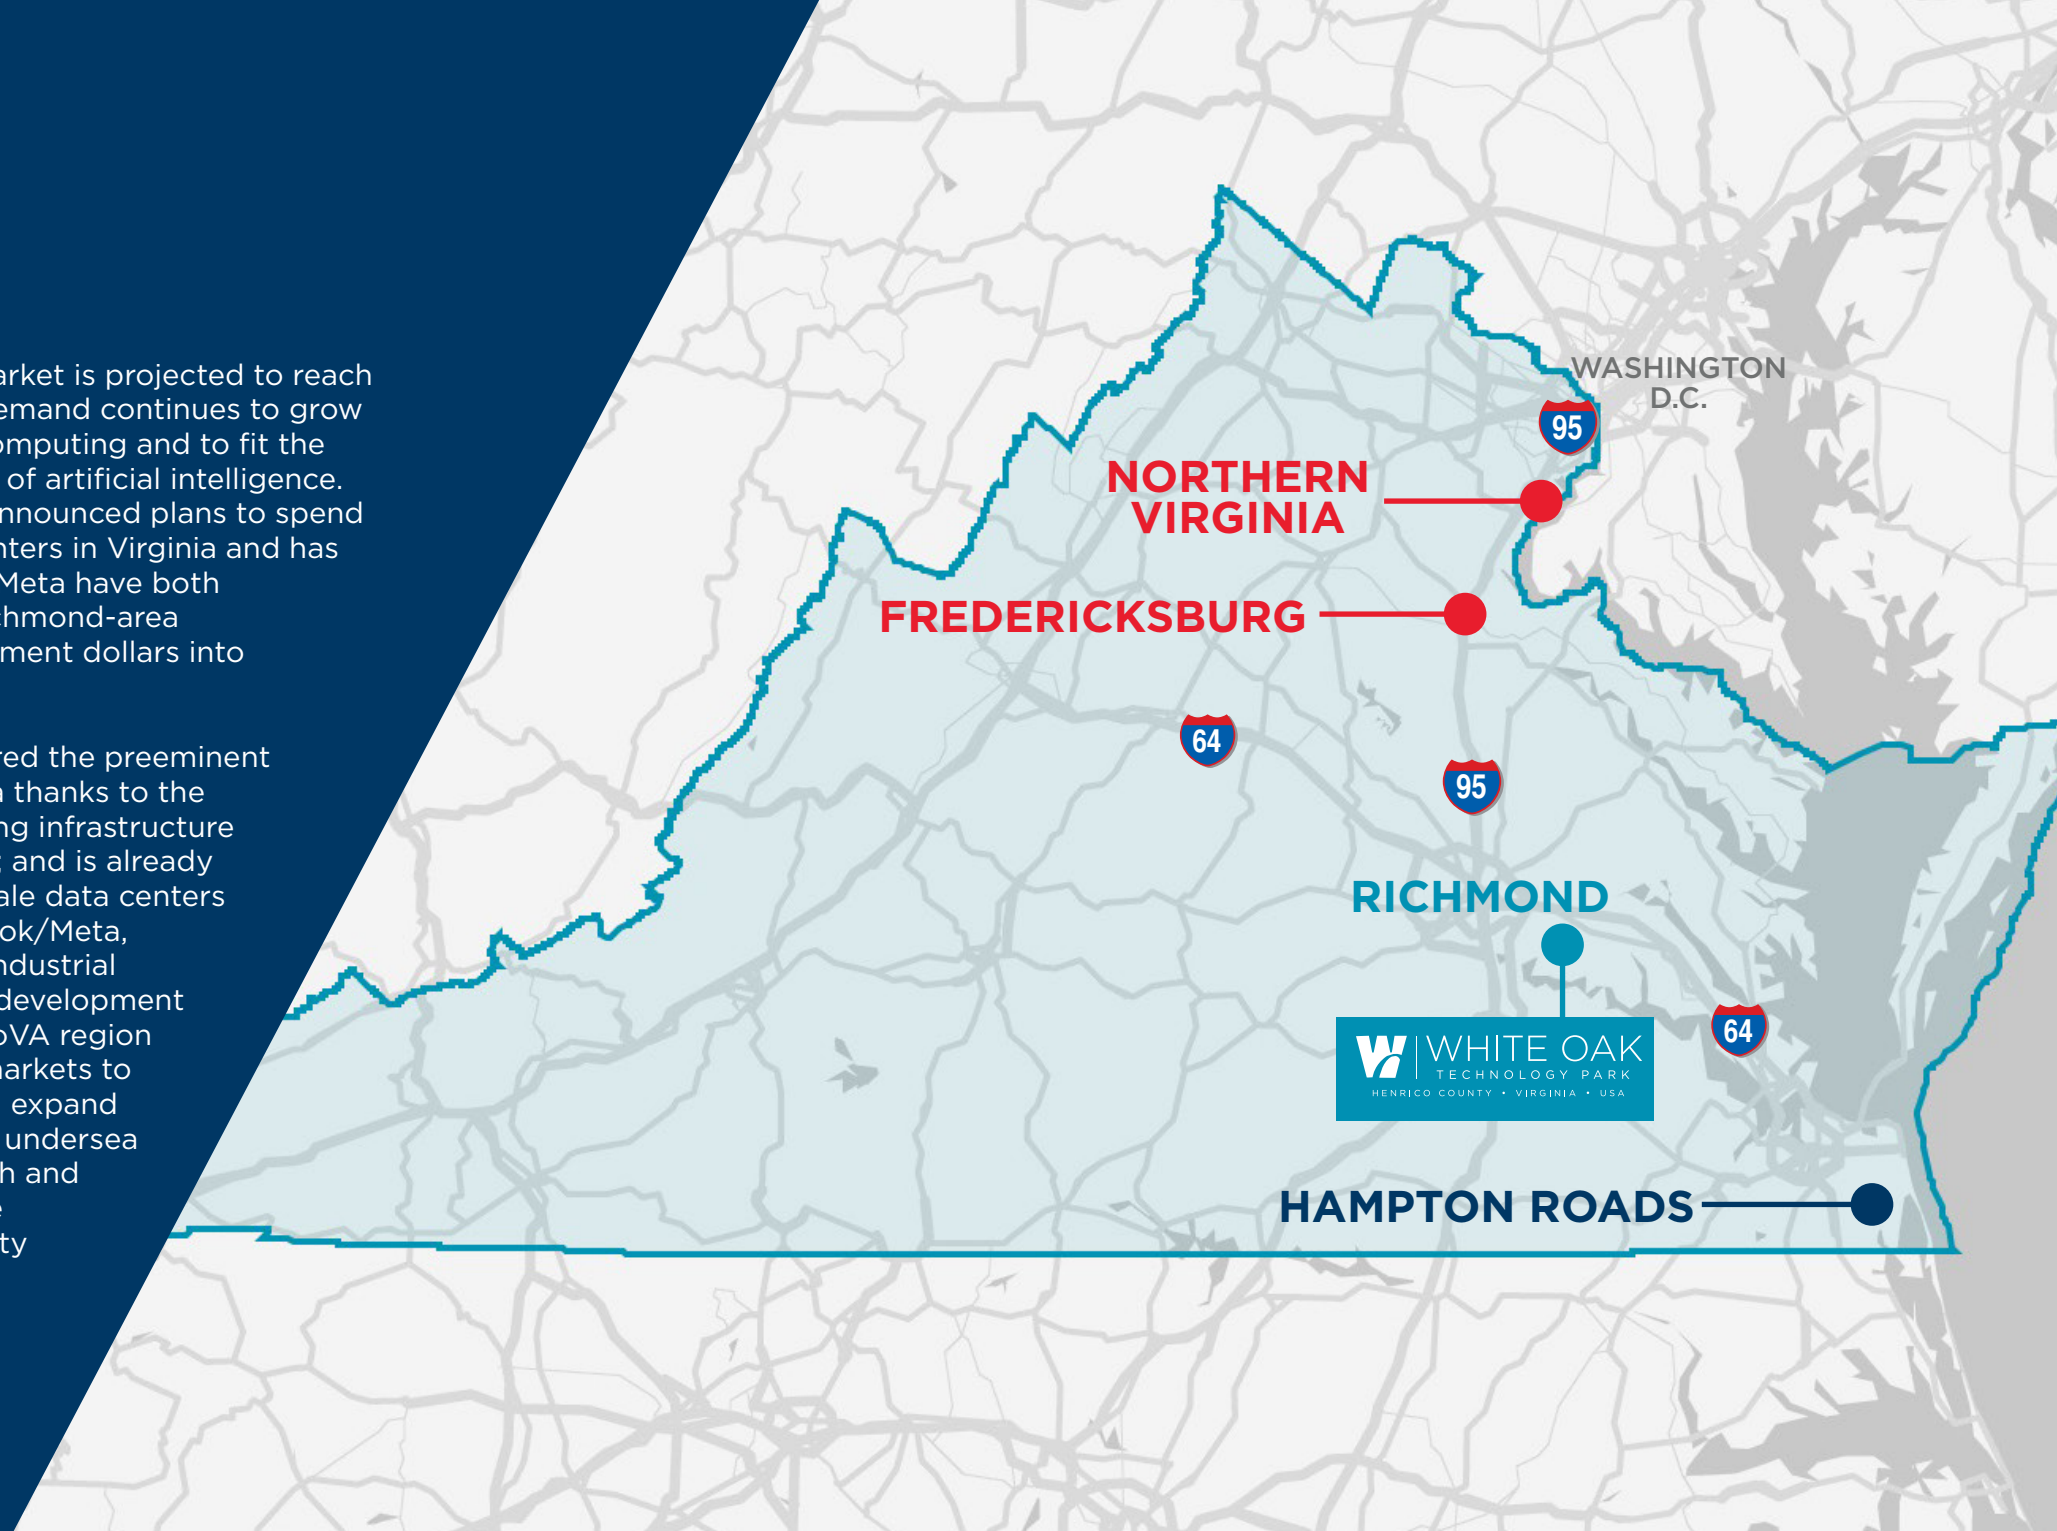 arket is projected to reach
emand continues to grow
omputing and to fit the
of artificial intelligence.
nnounced plans to spend
nters in Virginia and has
Meta have both
chmond-area
ment dollars into
red the preeminent
a thanks to the
ng infrastructure
; and is already
ale data centers
ok/Meta,
ndustrial
development
oVA region
arkets to
expand
undersea
h and
e
ty
WASHINGTON
D.C.
95
NORTHERN
VIRGINIA
FREDERICKSBURG
64
95
RICHMOND
W WHITE OAK
TECHNOLOGY PARK
HENRICO COUNTY • VIRGINIA • USA
64
HAMPTON ROADS